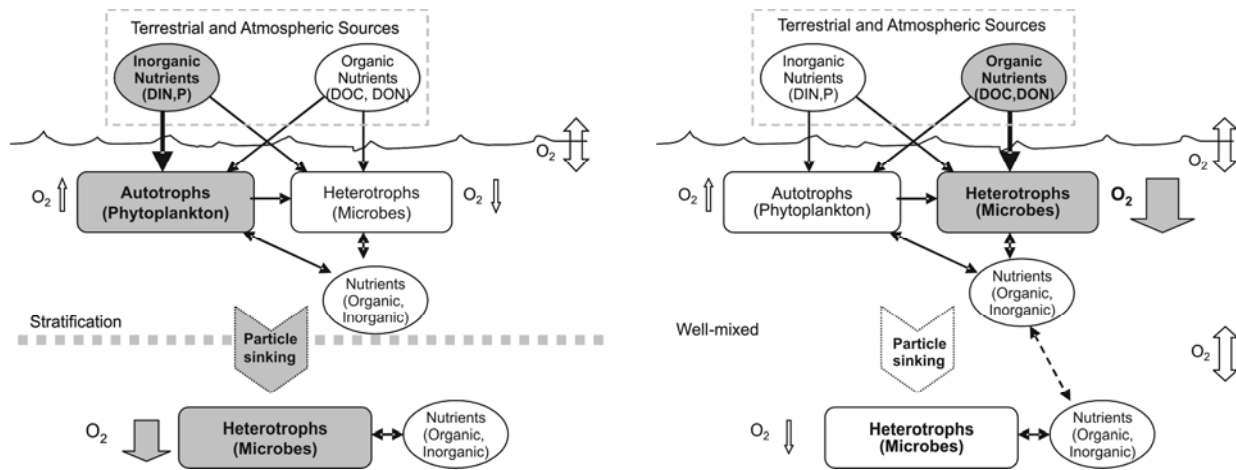 Terrestrial and Atmospheric Sources
Inorganic
Nutrients
(DIN,P)
Organic
Nutrients
(DOC, DON)
O2
O2
Autotrophs
(Phytoplankton)
Heterotrophs
(Microbes)
O2
Nutrients
(Organic,
Inorganic)
Stratification
Particle
sinking
O2
Heterotrophs
(Microbes)
Nutrients
(Organic,
Inorganic)
Terrestrial and Atmospheric Sources
Inorganic
Nutrients
(DIN,P)
Organic
Nutrients
(DOC,DON)
O2
O2
Autotrophs
(Phytoplankton)
Heterotrophs
(Microbes)
O2
Nutrients
(Organic,
Inorganic)
Well-mixed
Particle
sinking
O2
O2
Heterotrophs
(Microbes)
Nutrients
(Organic,
Inorganic)